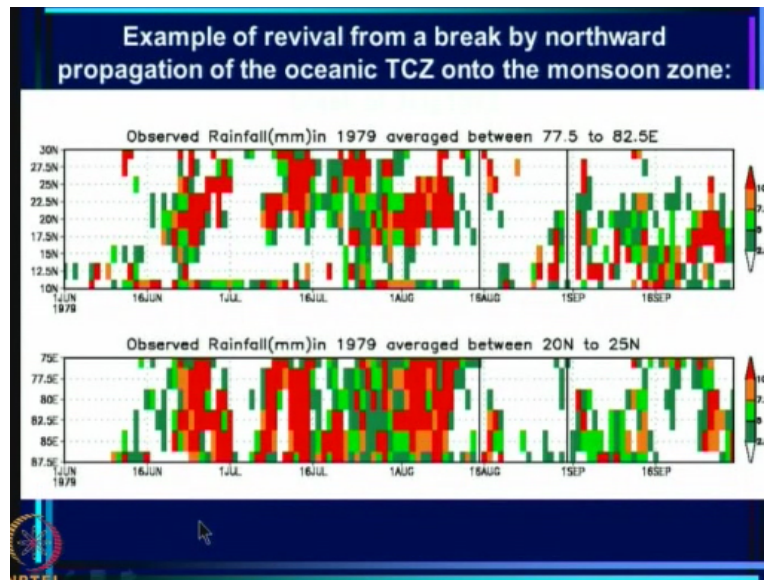 Example of revival from a break by northward
propagation of the oceanic TCZ onto the monsoon zone:
Observed Rainfall(mm)in 1979 averaged between 77.5 to 82.5E
30N
27.5N
25N
22.5N
20N
17.5N
15N
12.5N
10N
1JUN 16JUN 1JUL 16JUL 1AUG 16AUG 1SEP 16SEP
1979
Observed Rainfall(mm)in 1979 averaged between 20N to 25N
75E
77.5E
80E
82.5E
85E
87.5E
1JUN 16JUN 1JUL 16JUL 1AUG 16AUG 1SEP 16SEP
1979